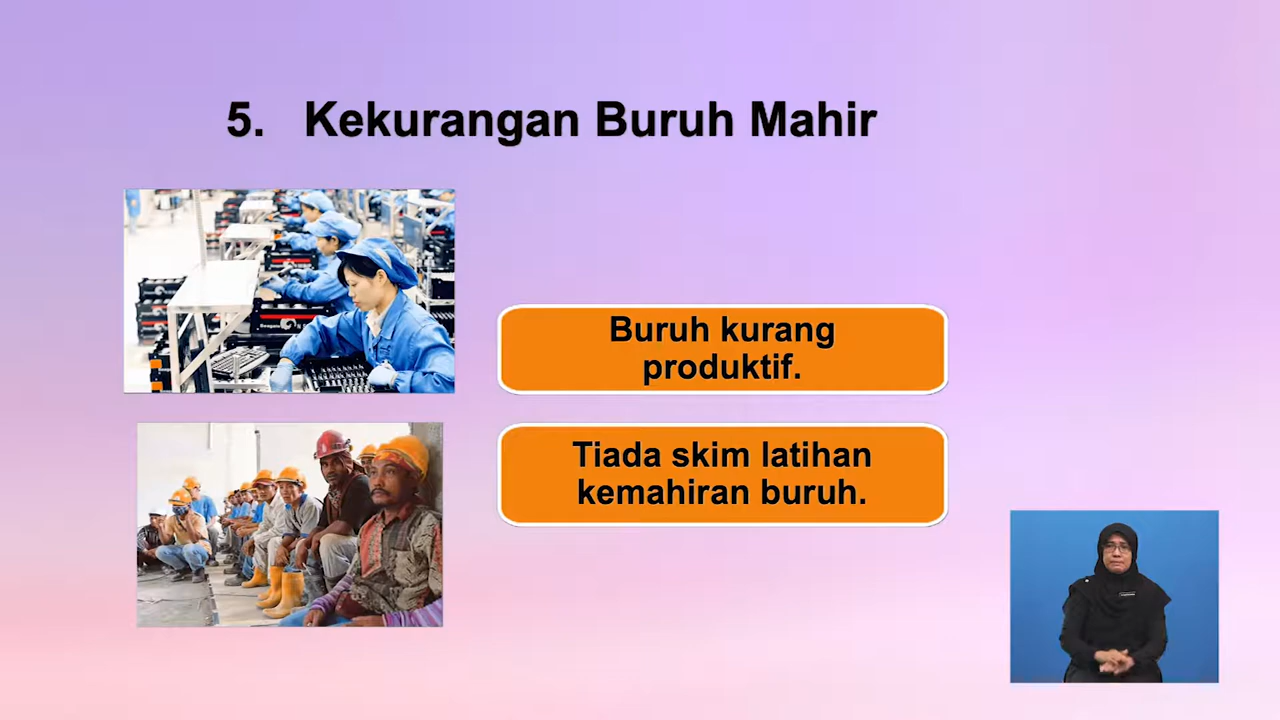 5. Kekurangan Buruh Mahir
Buruh kurang
produktif.
Tiada skim latihan
kemahiran buruh.